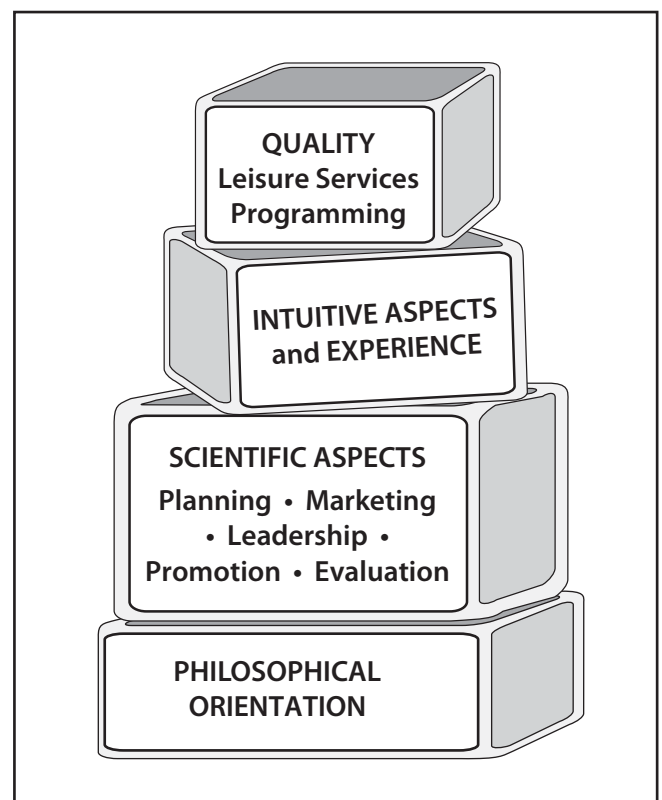 QUALITY
Leisure Services
Programming
INTUITIVE ASPECTS
and EXPERIENCE
SCIENTIFIC ASPECTS
Planning • Marketing
• Leadership •
Promotion • Evaluation
PHILOSOPHICAL
ORIENTATION